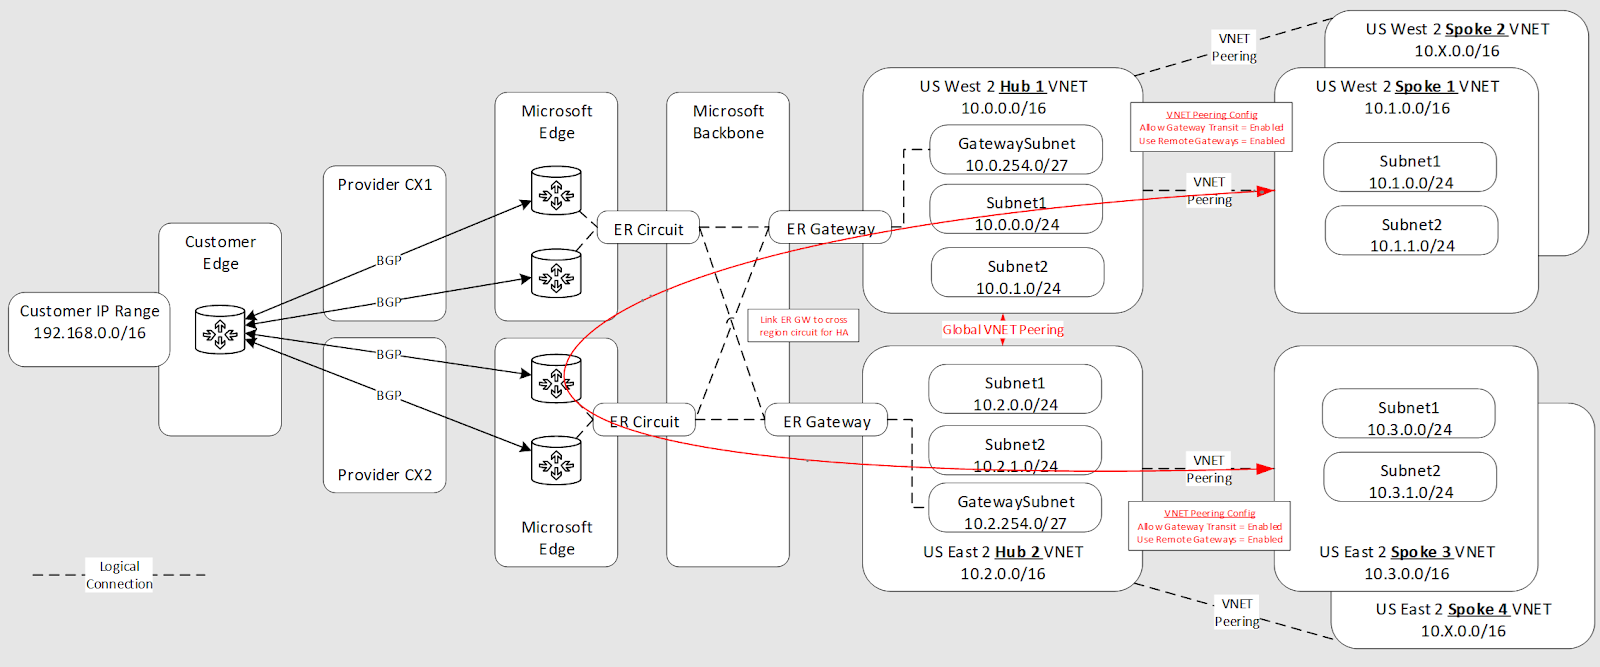 US West 2 Spoke 2 VNET
10.X.0.0/16
VNET
Peering
US West 2 Hub 1 VNET
10.0.0.0/16
US West 2 Spoke 1 VNET
10.1.0.0/16
Microsoft
Edge
Microsoft
Backbone
VNET Peering Config
Allow Gateway Transit = Enabled
Use Remote Gateways = Enabled
GatewaySubnet
10.0.254.0/27
Subnet1
10.1.0.0/24
Provider CX1
VNET
Peering
Subnet1
10.0.0.0/24
Subnet2
10.1.1.0/24
ER Circuit
ER Gateway
Customer
Edge
BGP
Subnet2
10.0.1.0/24
BGP
Customer IP Range
192.168.0.0/16
Link ER GW to cross
region circuit for HA
Global VNET Peering
BGP
BGP
Subnet1
10.2.0.0/24
Subnet1
10.3.0.0/24
ER Circuit
ER Gateway
Subnet2
10.2.1.0/24
VNET
Peering
Subnet2
10.3.1.0/24
Provider CX2
GatewaySubnet
10.2.254.0/27
VNET Peering Config
Allow Gateway Transit = Enabled
Use Remote Gateways = Enabled
Microsoft
Edge
US East 2 Hub 2 VNET
10.2.0.0/16
US East 2 Spoke 3 VNET
10.3.0.0/16
Logical
Connection
VNET
Peering
US East 2 Spoke 4 VNET
10.X.0.0/16